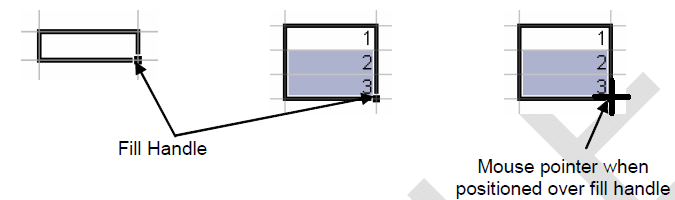 1
2
3
1
2
3
Fill Handle
Mouse pointer when
positioned over fill handle